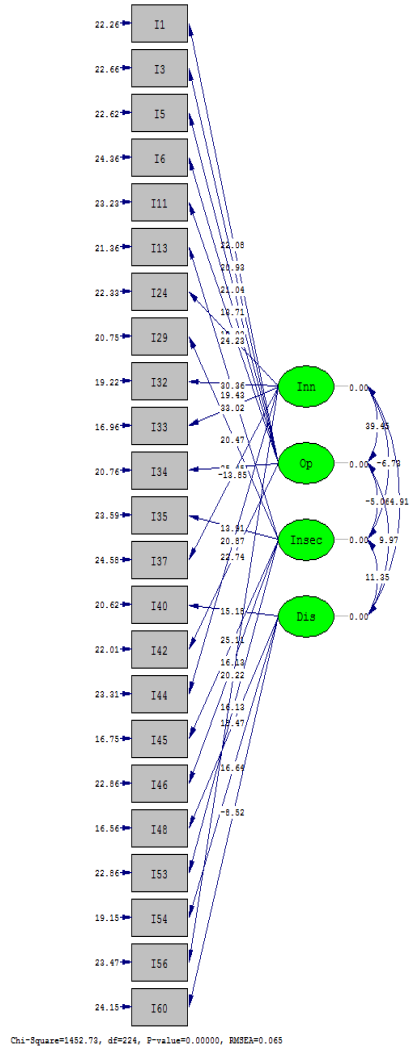 22.26 I1
22.66 I3
22.62 I5
24.36 I6
23.23 I11
21.36 I13
22.33 I24
20.75 I29
19.22 I32
16.96 I33
20.76 I34
23.59 I35
24.58 I37
20.62 I40
22.01 I42
23.31 I44
16.75 I45
22.86 I46
16.56 I48
22.86 I53
19.15 I54
23.47 I56
24.15 I60
22.08
20.93
21.04
18.71
24.23
30.36
19.43
33.02
20.47
-13.85
13.91
20.87
22.74
15.18
25.11
16.13
20.22
16.13
16.64
-8.52
Inn 0.00
Op 0.00
Insec 0.00
Dis 0.00
39.45
-6.73
4.91
9.97
11.35
Chi-Square=1452.73, df=224, P-value=0.00000, RMSEA=0.065